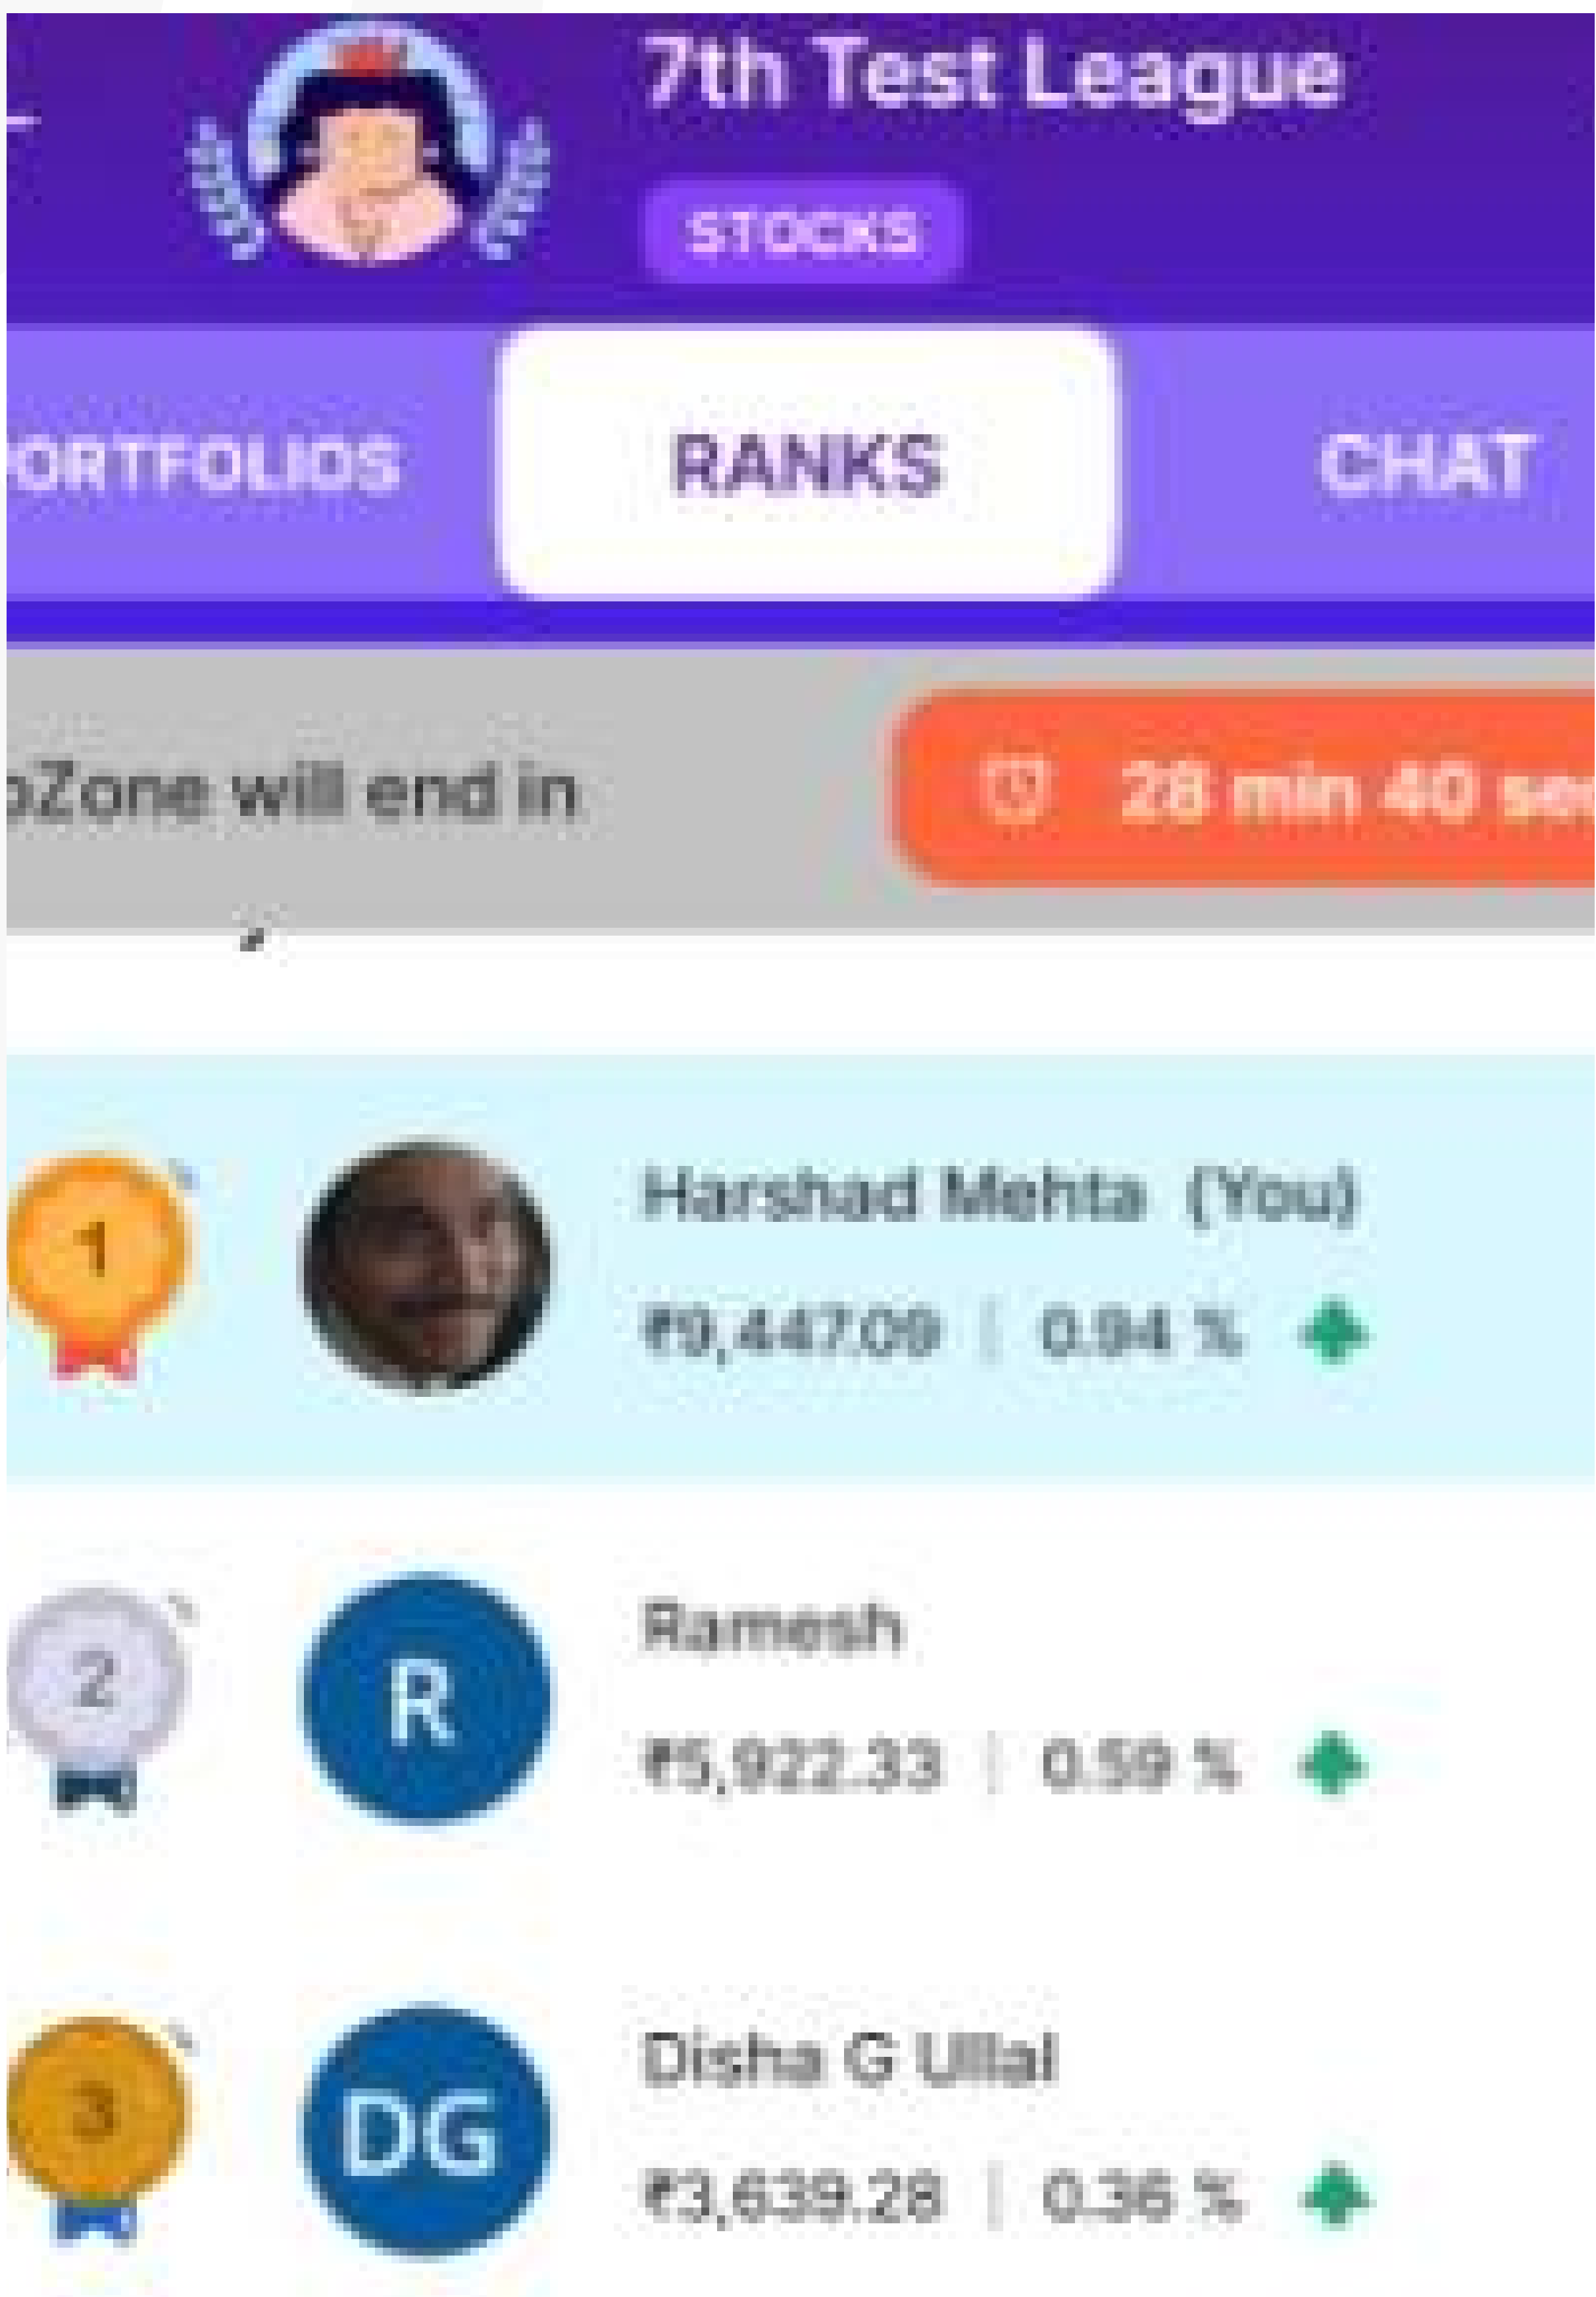 7th Test League
STOCKS
ORTFOLIOS
RANKS
CHAT
oZone will end in
28 min 40 sec
1
Harshad Mehta (You)
₹9,447.09 | 0.94 %
2
R
Ramesh
₹5,922.33 | 0.59 %
3
DG
Disha G Ullal
₹3,639.28 | 0.36 %